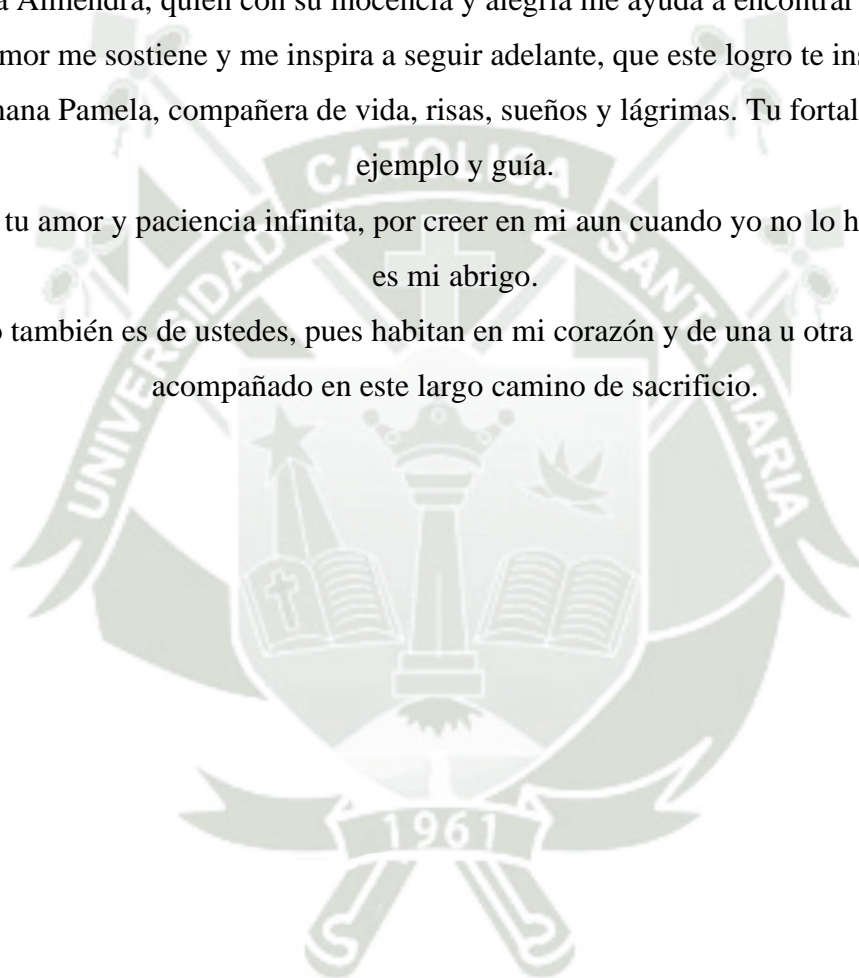 a Almendra, quien con su inocencia y alegría me ayuda a encontrar
mor me sostiene y me inspira a seguir adelante, que este logro te ins
nana Pamela, compañera de vida, risas, sueños y lágrimas. Tu fortal
ejemplo y guía.
tu amor y paciencia infinita, por creer en mi aun cuando yo no lo h
es mi abrigo.
o también es de ustedes, pues habitan en mi corazón y de una u otra
acompañado en este largo camino de sacrificio.
UNIVERSIDAD CATOLICA SANTA MARIA
1961